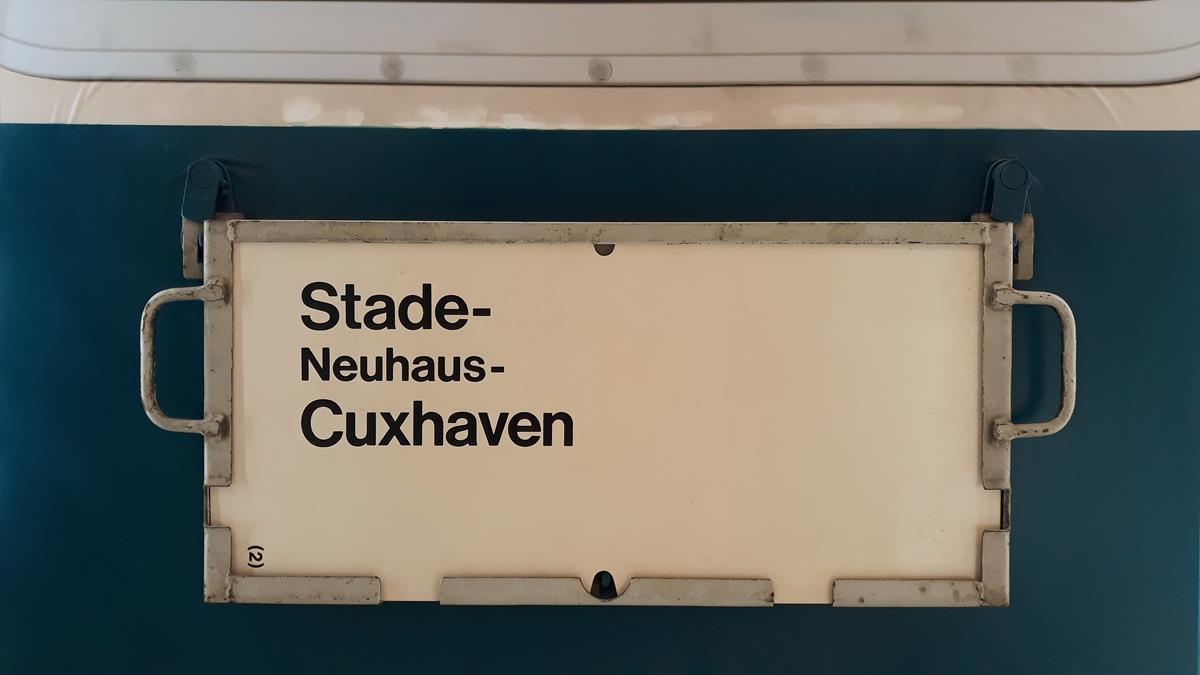 Stade-
Neuhaus-
Cuxhaven
(2)